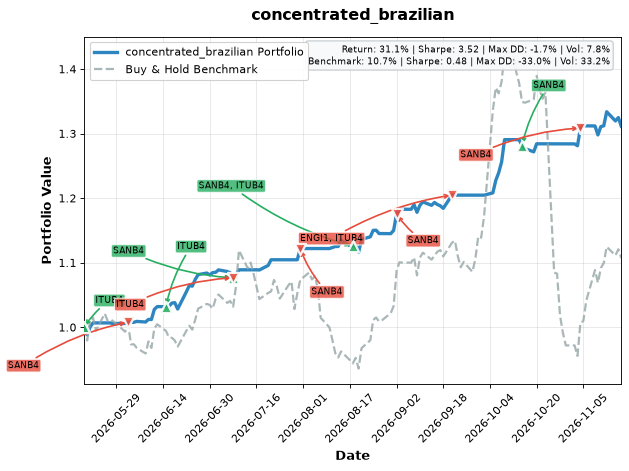 concentrated_brazilian
concentrated_brazilian Portfolio
Buy & Hold Benchmark
Return: 31.1% | Sharpe: 3.52 | Max DD: -1.7% | Vol: 7.8%
Benchmark: 10.7% | Sharpe: 0.48 | Max DD: -33.0% | Vol: 33.2%
Portfolio Value
1.4
1.3
1.2
1.1
1.0
SANB4
SANB4
SANB4, ITUB4
ENGI1, ITUB4
SANB4
ITUB4
SANB4
SANB4
ITUB4
ITUB4
SANB4
2026-05-29
2026-06-14
2026-06-30
2026-07-16
2026-08-01
2026-08-17
2026-09-02
2026-09-18
2026-10-04
2026-10-20
2026-11-05
Date